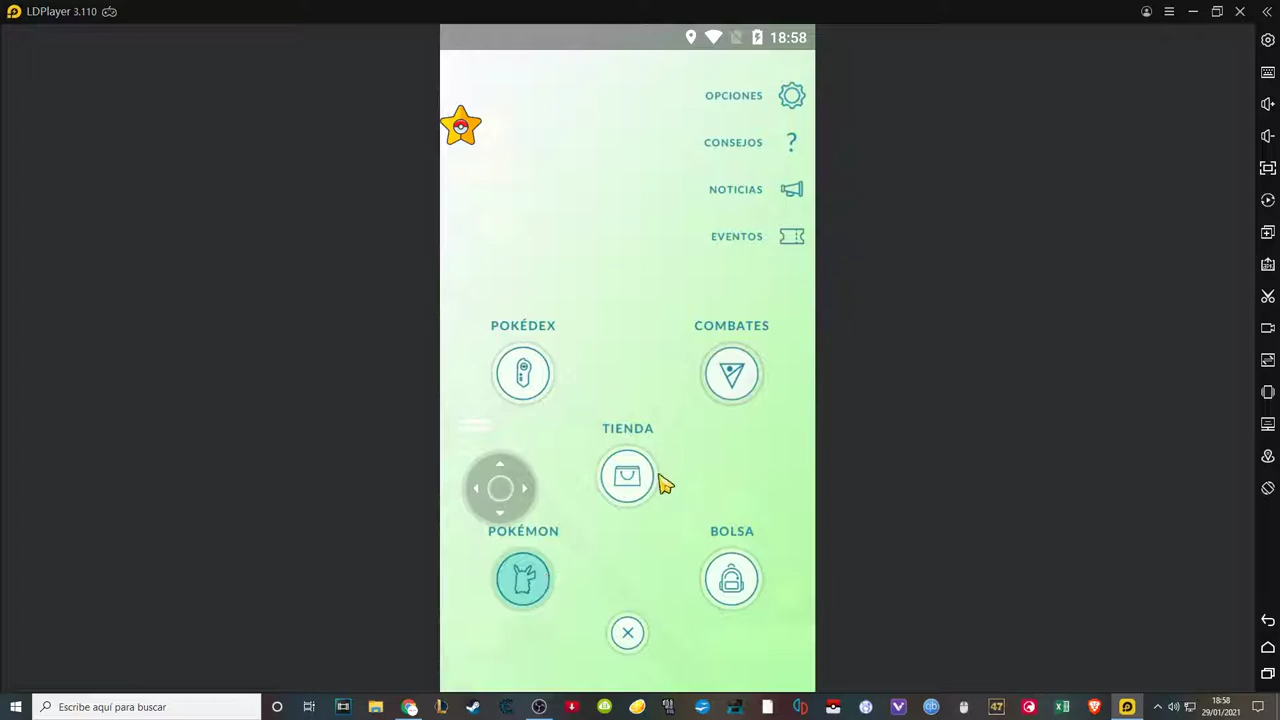 LDPlayer 3.110
18:58
OPCIONES
CONSEJOS
?
NOTICIAS
EVENTOS
POKÉDEX
COMBATES
TIENDA
POKÉMON
BOLSA
Escribe aquí para buscar
47
18:58
29/01/2021